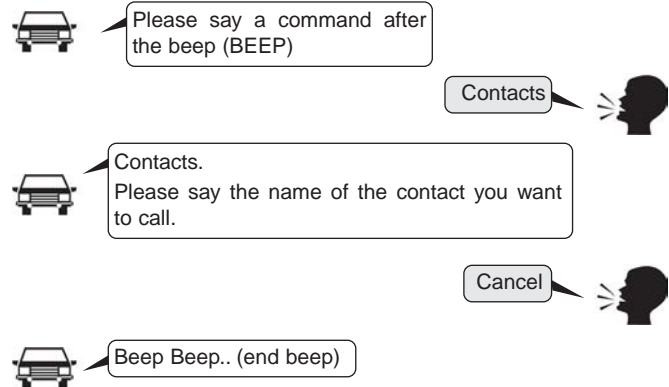 Please say a command after
the beep (BEEP)
Contacts
Contacts.
Please say the name of the contact you want
to call.
Cancel
Beep Beep.. (end beep)